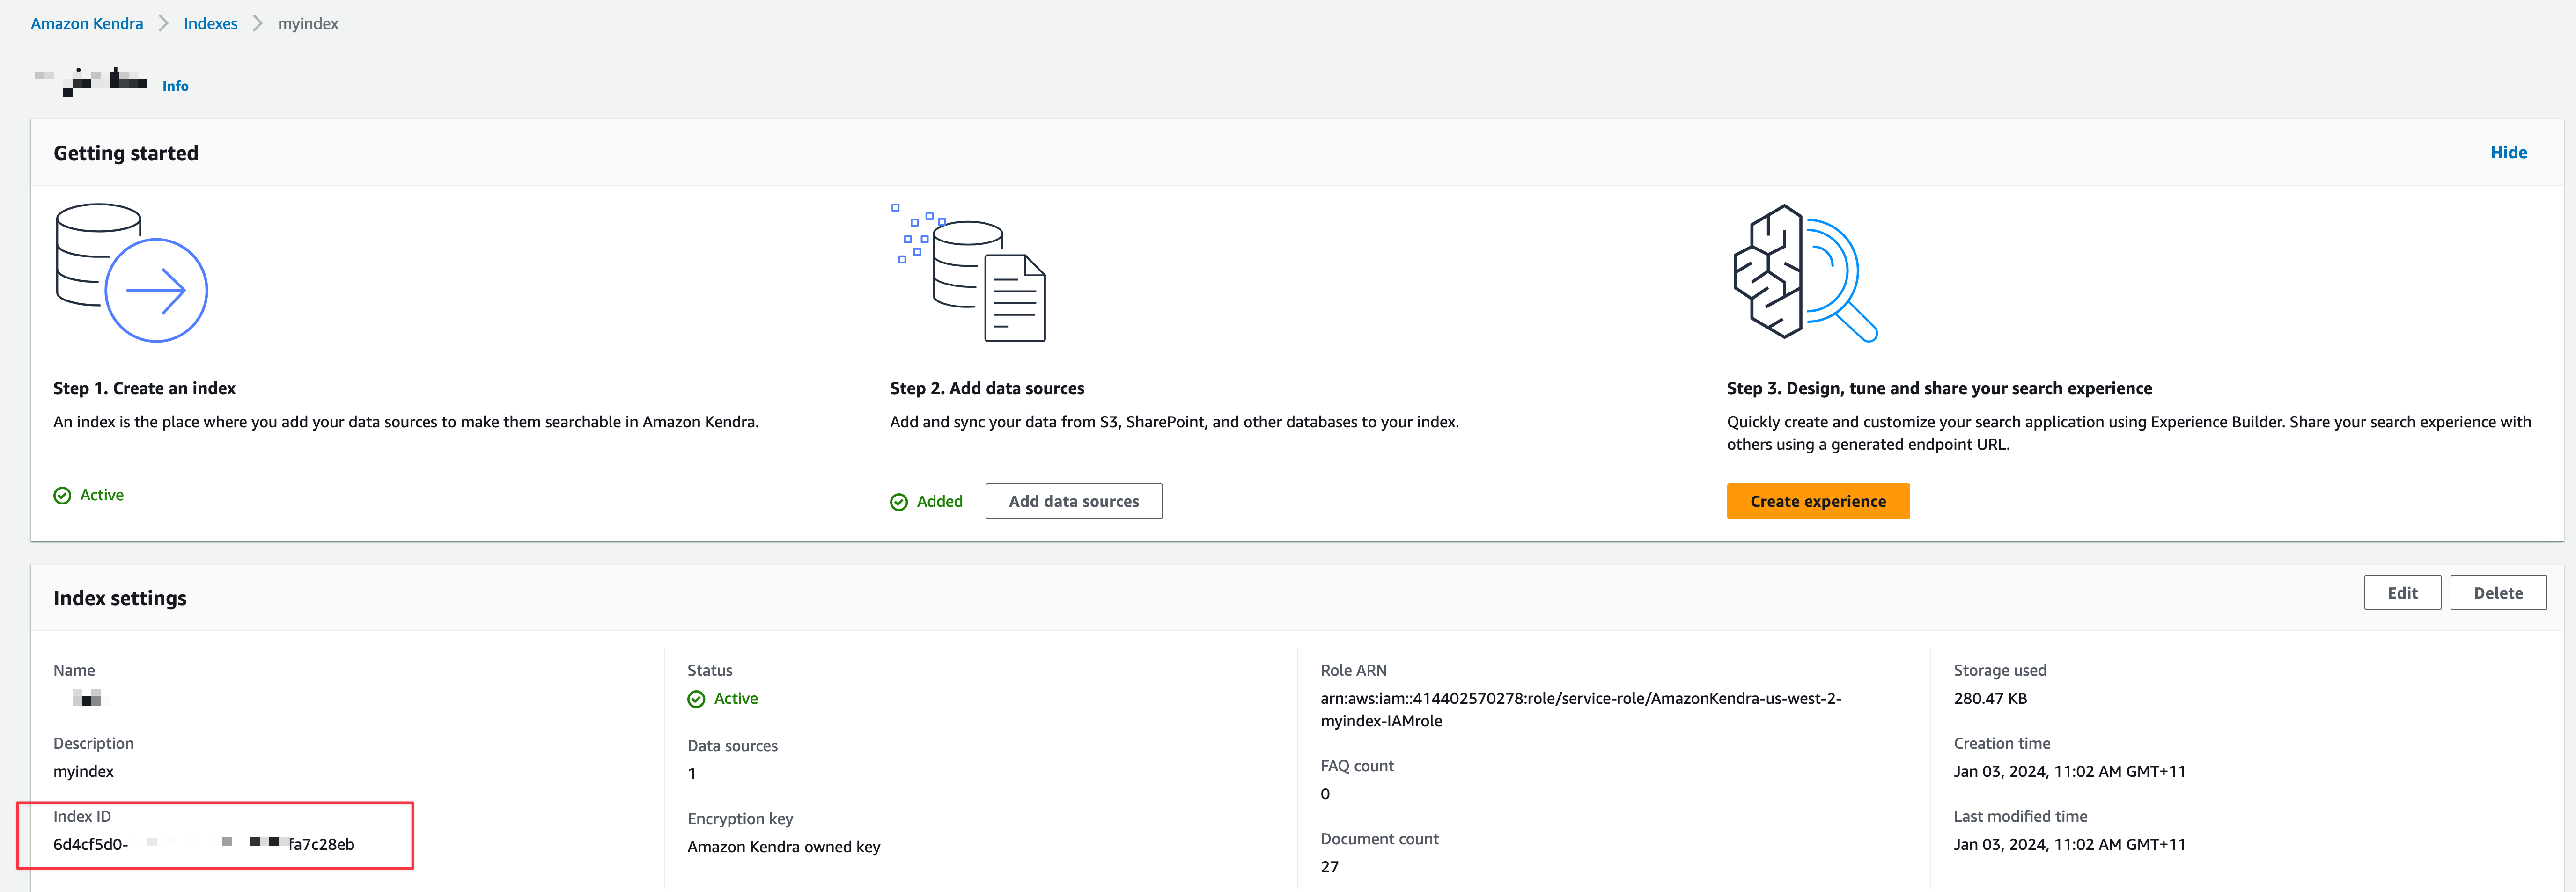 Amazon Kendra > Indexes > myindex
Info
Getting started
Hide
Step 1. Create an index
An index is the place where you add your data sources to make them searchable in Amazon Kendra.
Active
Step 2. Add data sources
Add and sync your data from S3, SharePoint, and other databases to your index.
Added
Add data sources
Step 3. Design, tune and share your search experience
Quickly create and customize your search application using Experience Builder. Share your search experience with
others using a generated endpoint URL.
Create experience
Index settings
Edit
Delete
Name
Description
myindex
Index ID
6d4cf5d0- fa7c28eb
Status
Active
Data sources
1
Encryption key
Amazon Kendra owned key
Role ARN
arn:aws:iam::414402570278:role/service-role/AmazonKendra-us-west-2-
myindex-IAMrole
FAQ count
0
Document count
27
Storage used
280.47 KB
Creation time
Jan 03, 2024, 11:02 AM GMT+11
Last modified time
Jan 03, 2024, 11:02 AM GMT+11